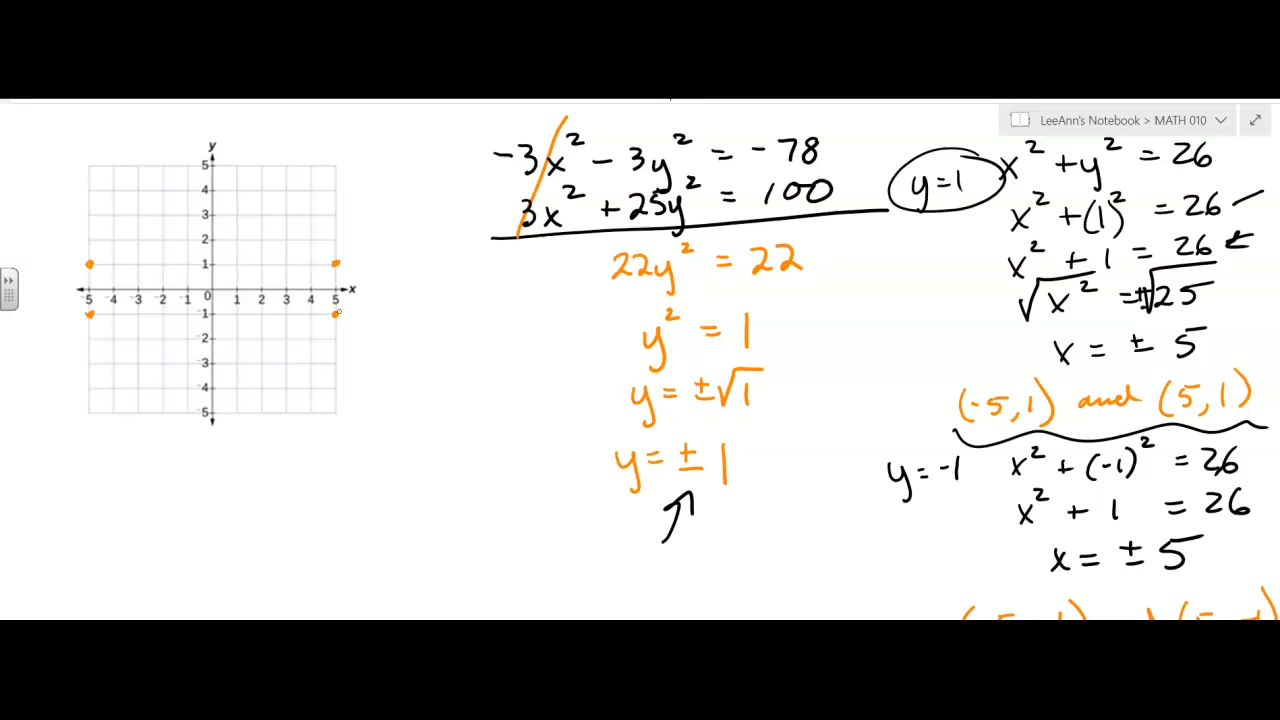 LeeAnn's Notebook > MATH 010
y
5
4
3
2
1
-5 -4 -3 -2 -1 0 1 2 3 4 5 x
-1
-2
-3
-4
-5
-3x² - 3y² = -78
3x² + 25y² = 100
22y² = 22
y² = 1
y = ±√1
y = ± 1
y=1
x² + y² = 26
x² + (1)² = 26
x² + 1 = 26
√x² = ±√25
x = ± 5
(-5, 1) and (5, 1)
y = -1 x² + (-1)² = 26
x² + 1 = 26
x = ± 5